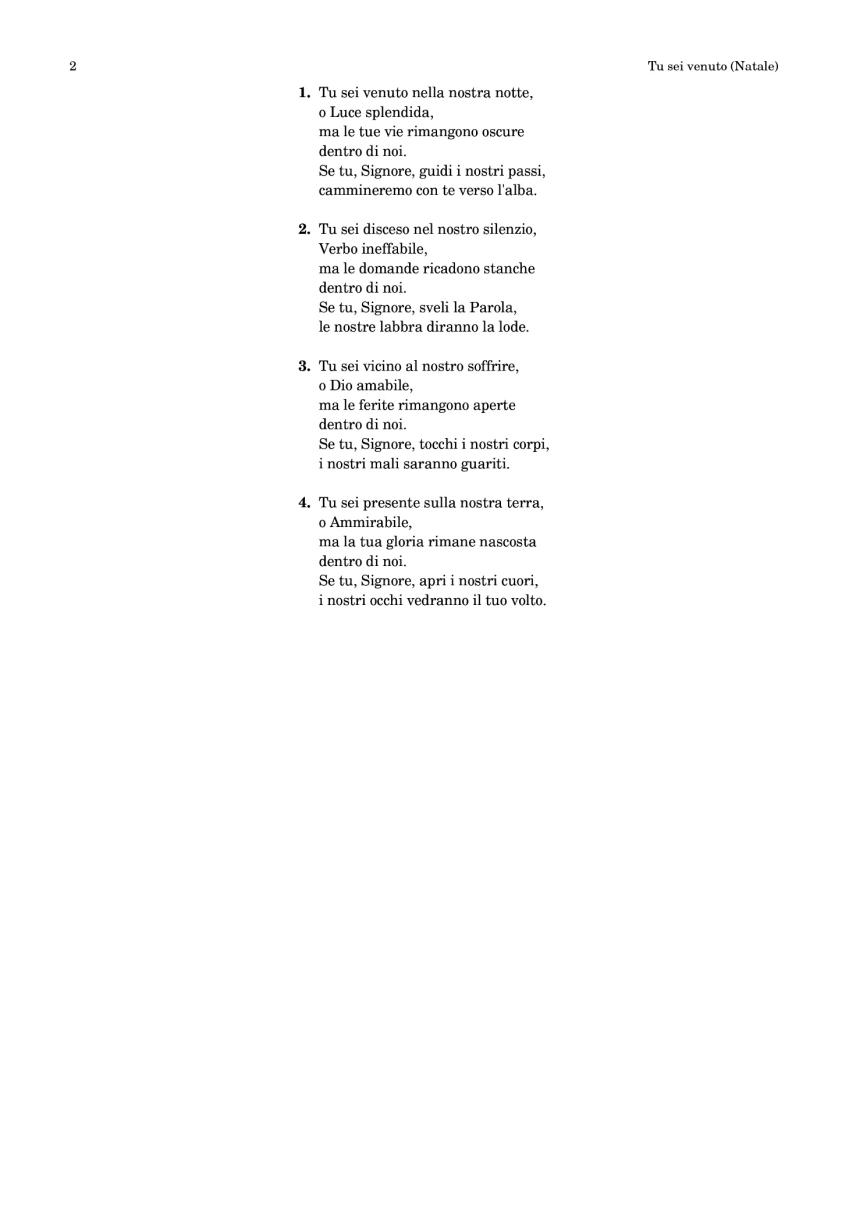 2
Tu sei venuto (Natale)
1. Tu sei venuto nella nostra notte,
o Luce splendida,
ma le tue vie rimangono oscure
dentro di noi.
Se tu, Signore, guidi i nostri passi,
cammineremo con te verso l'alba.
2. Tu sei disceso nel nostro silenzio,
Verbo ineffabile,
ma le domande ricadono stanche
dentro di noi.
Se tu, Signore, sveli la Parola,
le nostre labbra diranno la lode.
3. Tu sei vicino al nostro soffrire,
o Dio amabile,
ma le ferite rimangono aperte
dentro di noi.
Se tu, Signore, tocchi i nostri corpi,
i nostri mali saranno guariti.
4. Tu sei presente sulla nostra terra,
o Ammirabile,
ma la tua gloria rimane nascosta
dentro di noi.
Se tu, Signore, apri i nostri cuori,
i nostri occhi vedranno il tuo volto.